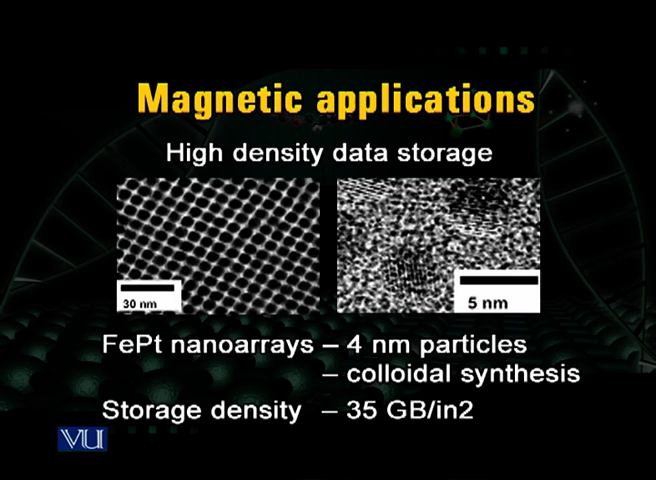 Magnetic applications
High density data storage
30 nm
5 nm
FePt nanoarrays – 4 nm particles
– colloidal synthesis
Storage density – 35 GB/in2
VU